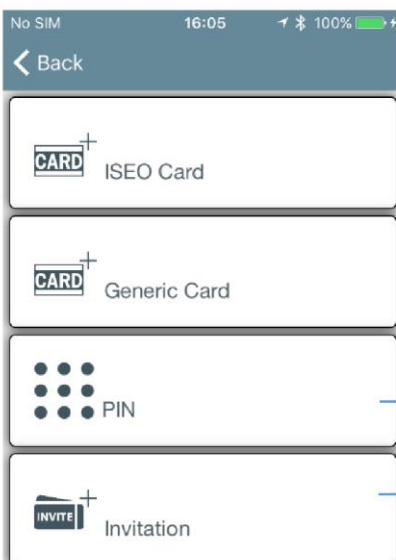 No SIM 16:05 100%
Back
CARD ISEO Card
CARD Generic Card
PIN
INVITE Invitation